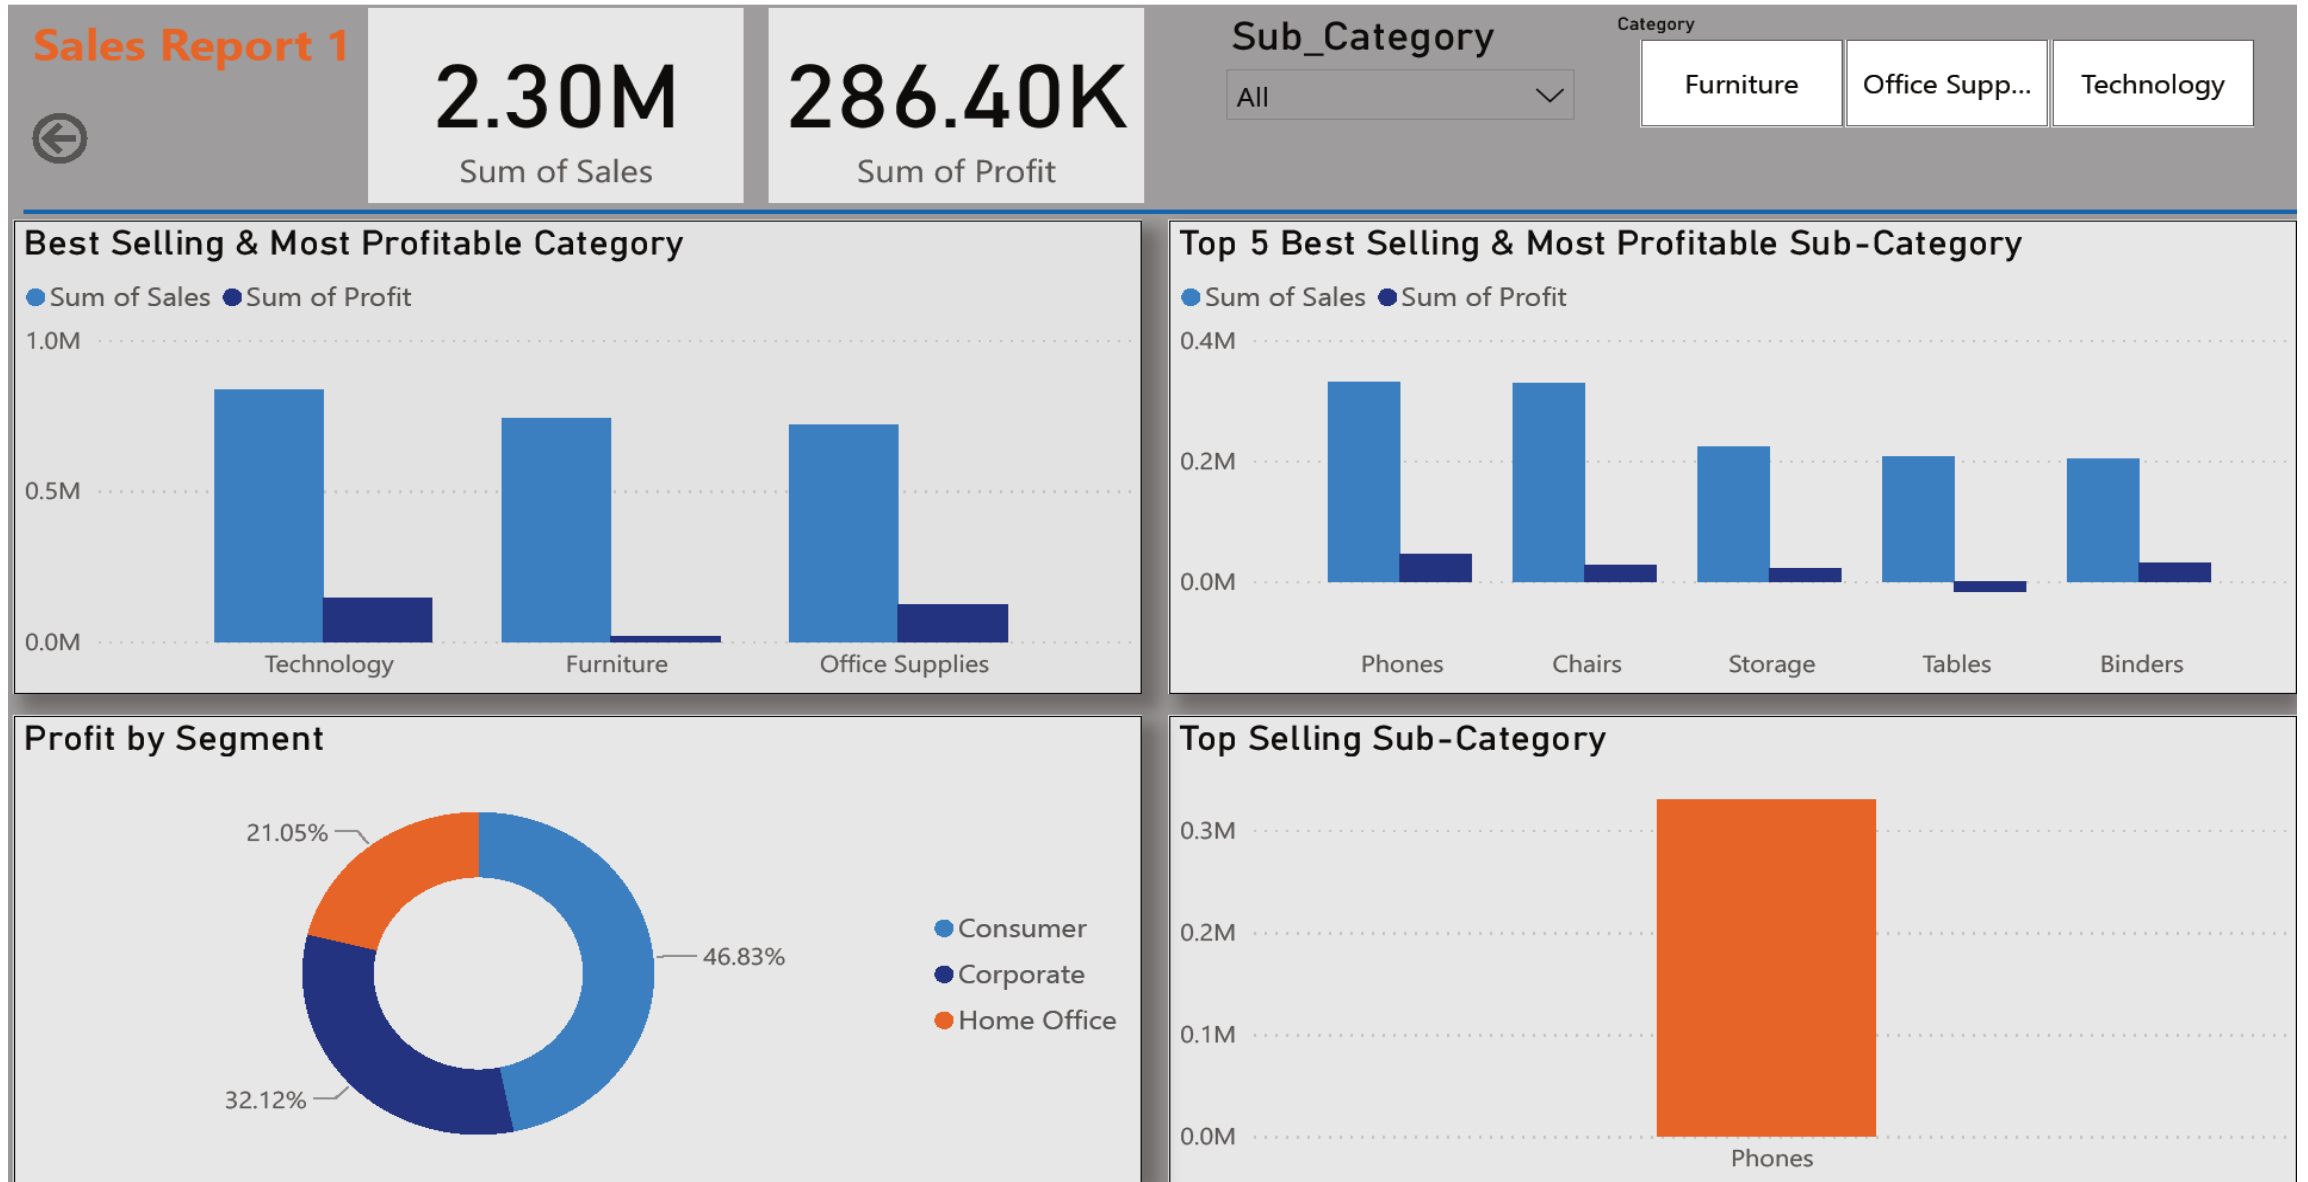 Sales Report 1
2.30M
Sum of Sales
286.40K
Sum of Profit
Sub_Category
All
Category
Furniture
Office Supp...
Technology
Best Selling & Most Profitable Category
Sum of Sales Sum of Profit
1.0M
0.5M
0.0M
Technology Furniture Office Supplies
Top 5 Best Selling & Most Profitable Sub-Category
Sum of Sales Sum of Profit
0.4M
0.2M
0.0M
Phones Chairs Storage Tables Binders
Profit by Segment
21.05%
46.83%
32.12%
Consumer
Corporate
Home Office
Top Selling Sub-Category
0.3M
0.2M
0.1M
0.0M
Phones